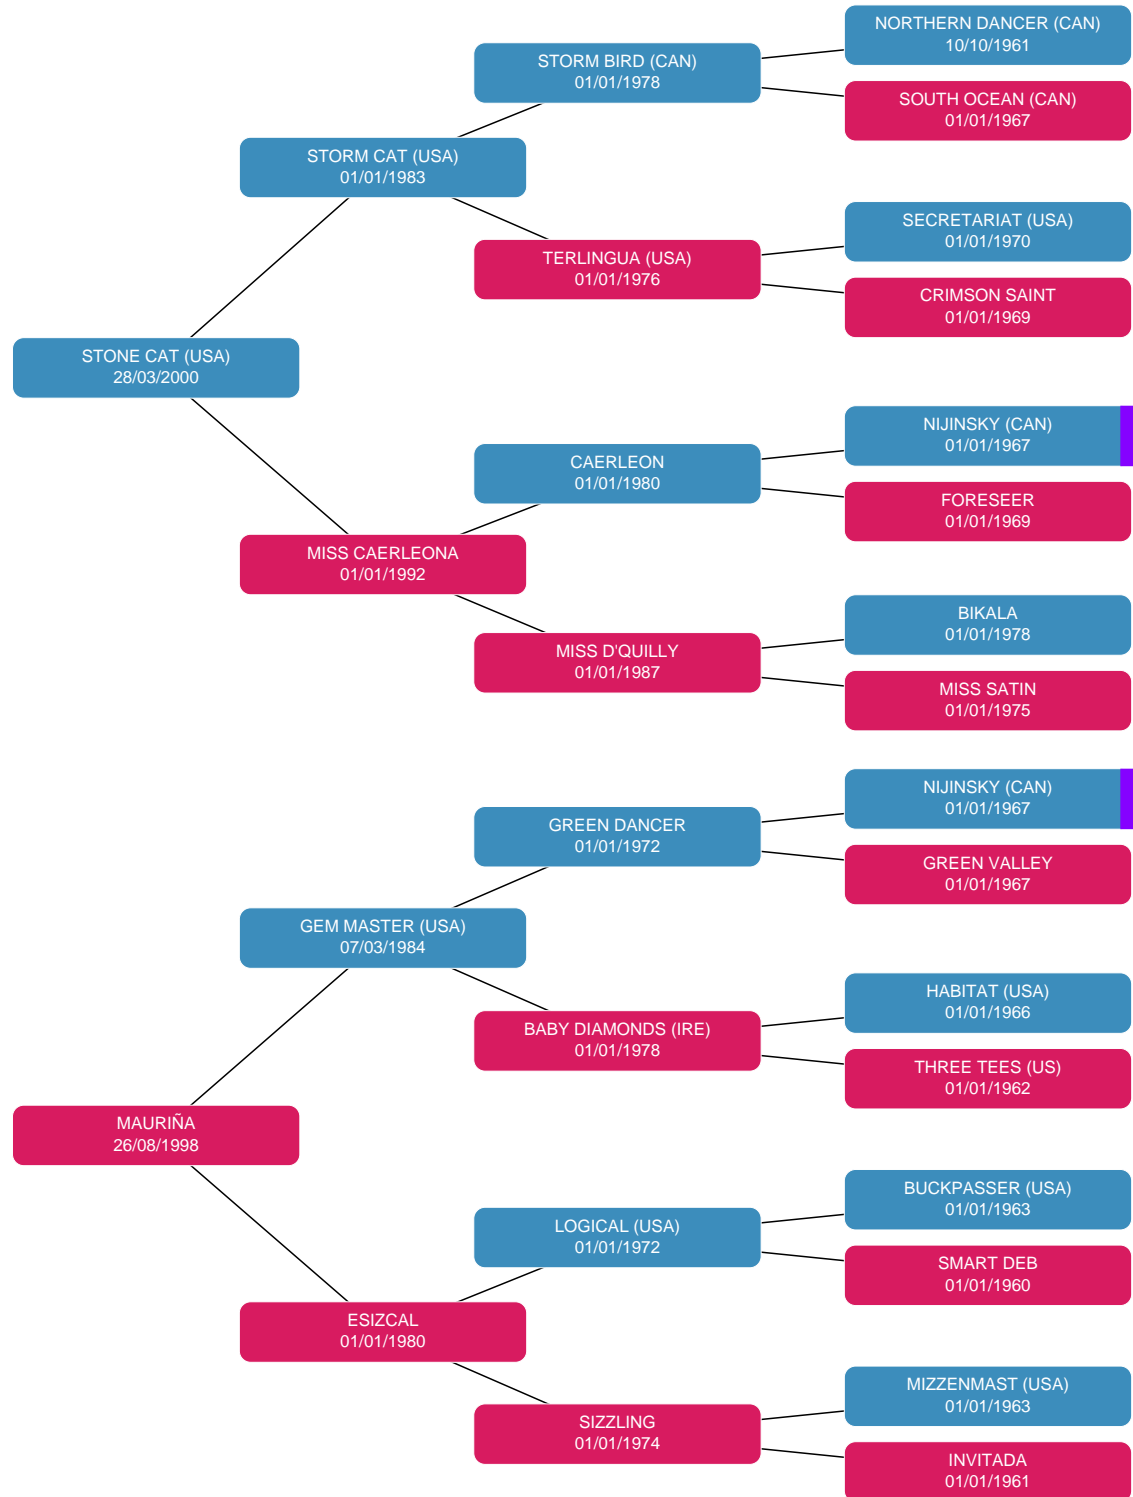 NORTHERN DANCER (CAN)
10/10/1961
STORM BIRD (CAN)
01/01/1978
SOUTH OCEAN (CAN)
01/01/1967
STORM CAT (USA)
01/01/1983
SECRETARIAT (USA)
01/01/1970
TERLINGUA (USA)
01/01/1976
CRIMSON SAINT
01/01/1969
STONE CAT (USA)
28/03/2000
NIJINSKY (CAN)
01/01/1967
CAERLEON
01/01/1980
FORESEER
01/01/1969
MISS CAERLEONA
01/01/1992
BIKALA
01/01/1978
MISS D'QUILLY
01/01/1987
MISS SATIN
01/01/1975
NIJINSKY (CAN)
01/01/1967
GREEN DANCER
01/01/1972
GREEN VALLEY
01/01/1967
GEM MASTER (USA)
07/03/1984
HABITAT (USA)
01/01/1966
BABY DIAMONDS (IRE)
01/01/1978
THREE TEES (US)
01/01/1962
MAURIÑA
26/08/1998
BUCKPASSER (USA)
01/01/1963
LOGICAL (USA)
01/01/1972
SMART DEB
01/01/1960
ESIZCAL
01/01/1980
MIZZENMAST (USA)
01/01/1963
SIZZLING
01/01/1974
INVITADA
01/01/1961